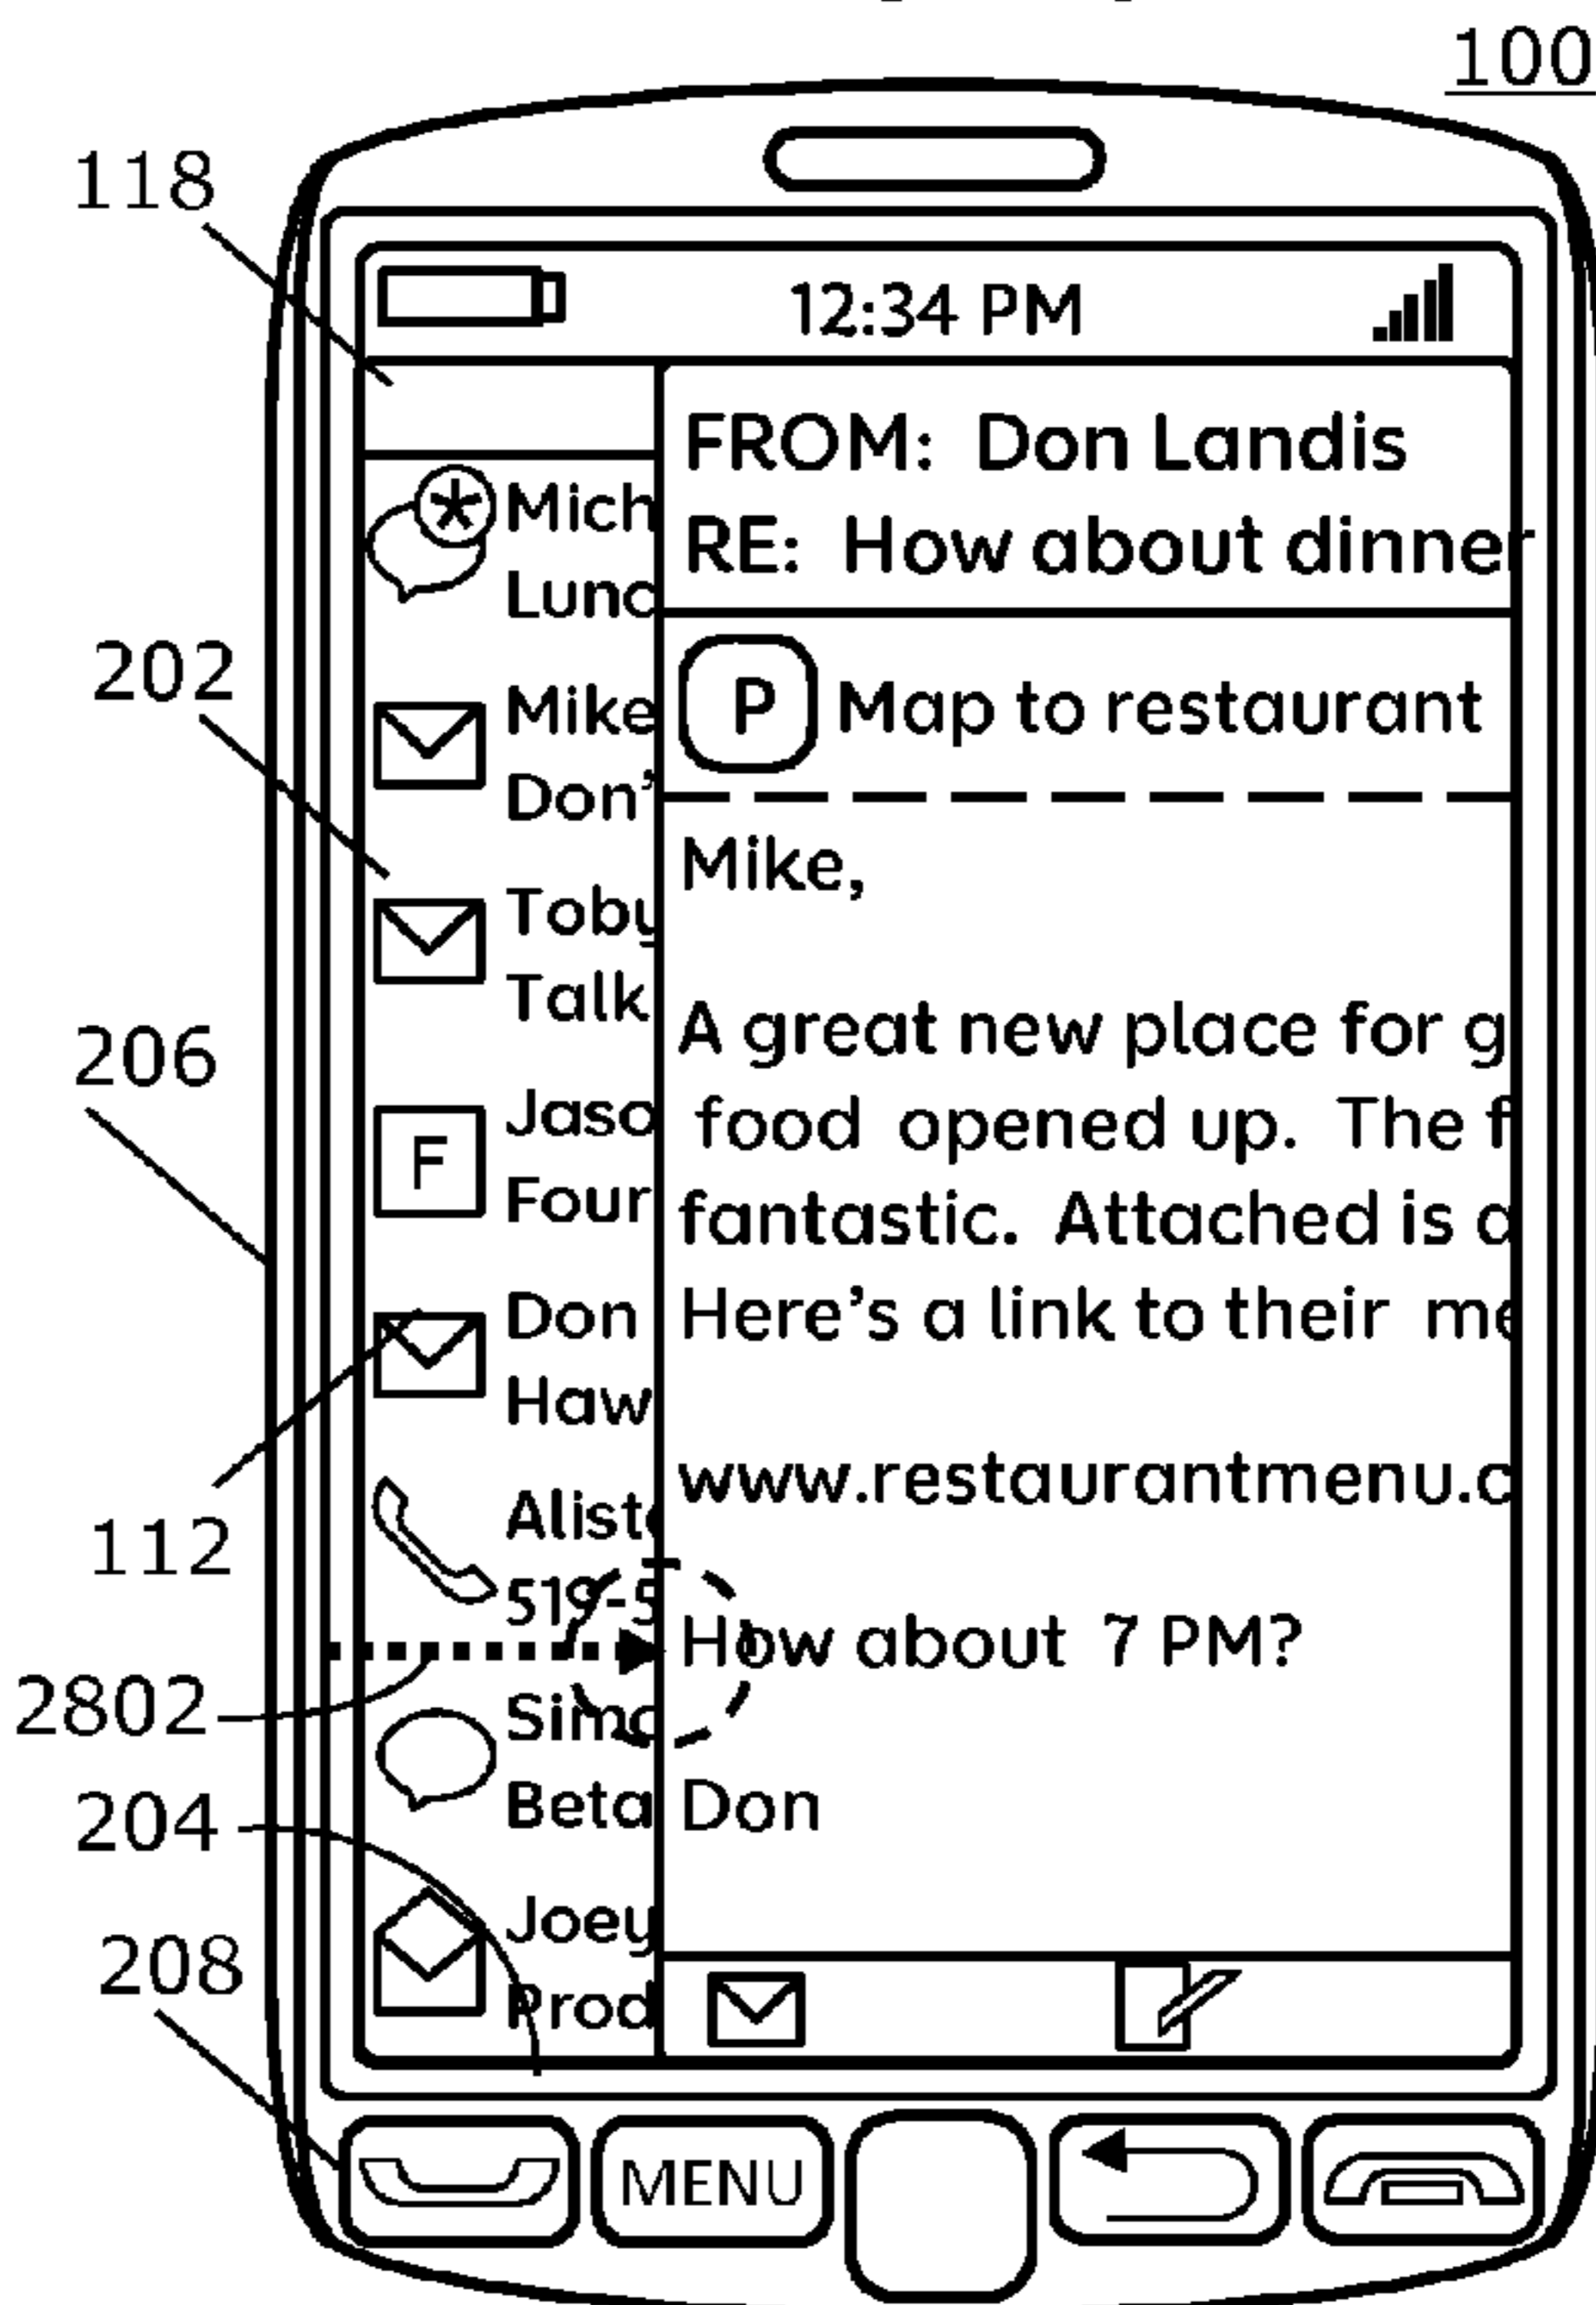 100
118
12:34 PM
FROM: Don Landis
RE: How about dinner
Mich
Lunc
202
P Map to restaurant
Mike
Don'
Mike,
Toby
Talk
206
A great new place for g
food opened up. The f
Jaso
F
Four
fantastic. Attached is a
Here's a link to their me
Don
Haw
112
www.restaurantmenu.c
Alista
519-5
How about 7 PM?
2802
Simo
Beta
Don
204
208
Joey
Prod
MENU